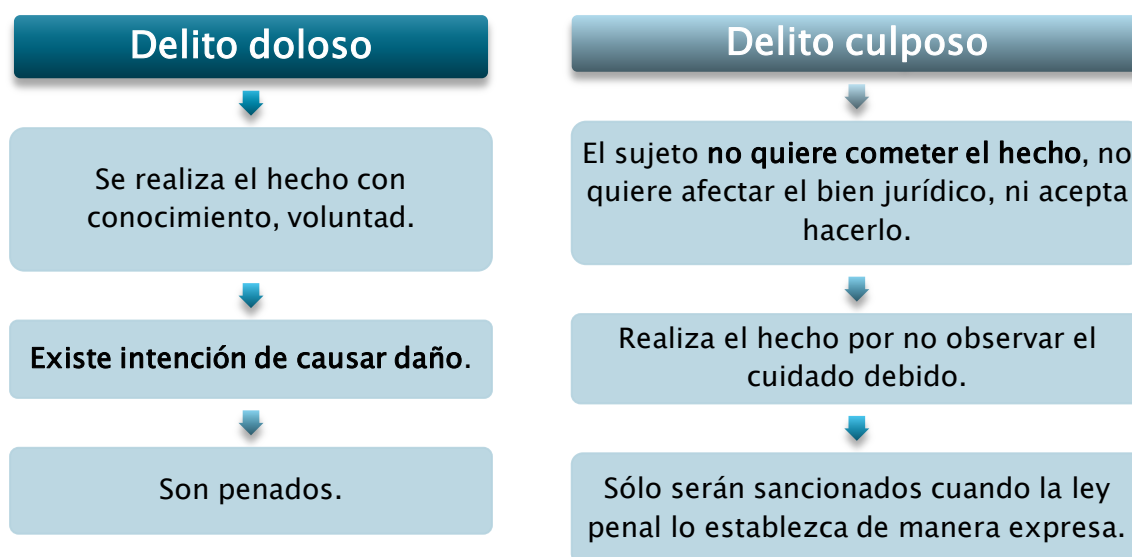 Delito doloso
Se realiza el hecho con
conocimiento, voluntad.
Existe intención de causar daño.
Son penados.
Delito culposo
El sujeto no quiere cometer el hecho, no
quiere afectar el bien jurídico, ni acepta
hacerlo.
Realiza el hecho por no observar el
cuidado debido.
Sólo serán sancionados cuando la ley
penal lo establezca de manera expresa.